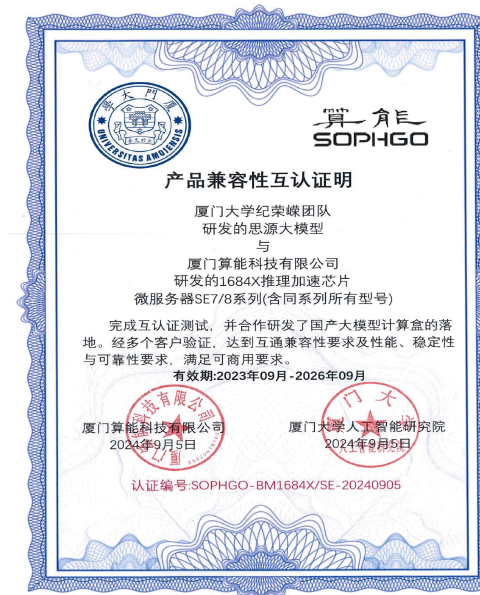 學大門廈
UNIVERSITAS AMOIENSIS
算能
SOPHGO
产品兼容性互认证明
厦门大学纪荣嵘团队
研发的思源大模型
与
厦门算能科技有限公司
研发的1684X推理加速芯片
微服务器SE7/8系列(含同系列所有型号)
完成互认证测试，并合作研发了国产大模型计算盒的落
地。经多个客户验证，达到互通兼容性要求及性能、稳定性
与可靠性要求，满足可商用要求。
有效期:2023年09月-2026年09月
厦门算能科技有限公司
2024年9月5日
厦门大学人工智能研究院
2024年9月5日
认证编号:SOPHGO-BM1684X/SE-20240905